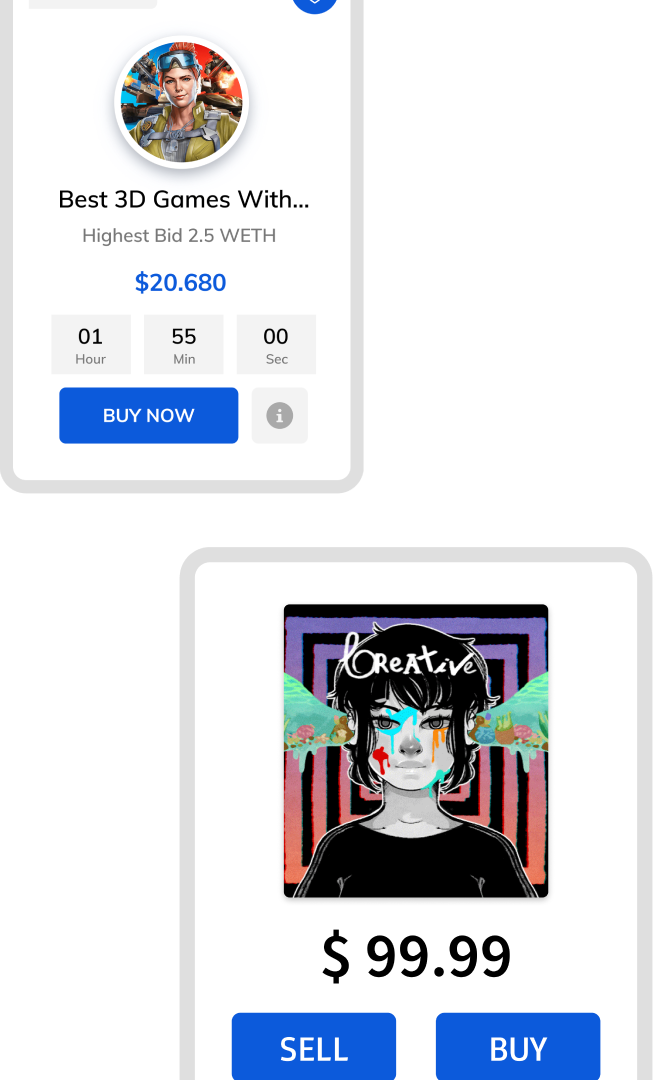 Best 3D Games With...
Highest Bid 2.5 WETH
$20.680
01 55 00
Hour Min Sec
BUY NOW
i
CReATive
$ 99.99
SELL BUY